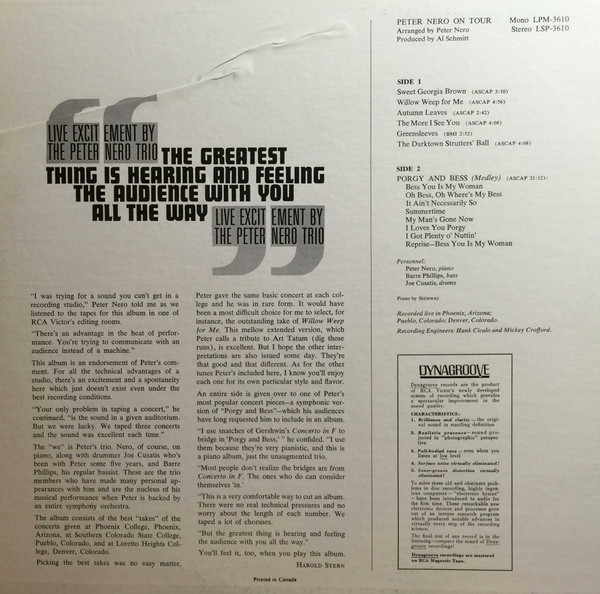 LIVE EXCITEMENT BY
THE PETER NERO TRIO
THE GREATEST
THING IS HEARING AND FEELING
THE AUDIENCE WITH YOU
ALL THE WAY
LIVE EXCITEMENT BY
THE PETER NERO TRIO
"I was trying for a sound you can't get in a
recording studio," Peter Nero told me as we
listened to the tapes for this album in one of
RCA Victor's editing rooms.
"There's an advantage in the heat of perfor-
mance. You're trying to communicate with an
audience instead of a machine."
This album is an endorsement of Peter's com-
ment. For all the technical advantages of a
studio, there's an excitement and a spontaneity
here which just doesn't exist even under the
best recording conditions.
"Your only problem in taping a concert," he
continued, "is the sound in a given auditorium.
But we were lucky. We taped three concerts
and the sound was excellent each time."
The "we" is Peter's trio. Nero, of course, on
piano, along with drummer Joe Cusatis who's
been with Peter some five years, and Barre
Phillips, his regular bassist. These are the trio
members who have made many personal ap-
pearances with him and are the nucleus of his
musical performance when Peter is backed by
an entire symphony orchestra.
The album consists of the best "takes" of the
concerts given at Phoenix College, Phoenix,
Arizona, at Southern Colorado State College,
Pueblo, Colorado, and at Loretto Heights Col-
lege, Denver, Colorado.
Picking the best takes was no easy matter.
Peter gave the same basic concert at each col-
lege and he was in rare form. It would have
been a most difficult choice for me to select, for
instance, the outstanding take of Willow Weep
for Me. This mellow extended version, which
Peter calls a tribute to Art Tatum (dig those
runs), is excellent. But I hope the other inter-
pretations are also issued some day. They're
that good and that different. As for the other
tunes Peter's included here, I know you'll enjoy
each one for its own particular style and flavor.
An entire side is given over to one of Peter's
most popular concert pieces—a symphonic ver-
sion of "Porgy and Bess"—which his audiences
have long requested him to include in an album.
"I use snatches of Gershwin's Concerto in F to
bridge in 'Porgy and Bess,' " he confided. "I use
them because they're very pianistic, and this is
a piano album, just the unaugmented trio.
"Most people don't realize the bridges are from
Concerto in F. The ones who do can consider
themselves 'in.'
"This is a very comfortable way to cut an album.
There were no real technical pressures and no
worry about the length of each number. We
taped a lot of choruses.
"But the greatest thing is hearing and feeling
the audience with you all the way."
You'll feel it, too, when you play this album.
HAROLD STERN
Printed in Canada
PETER NERO ON TOUR Mono LPM-3610
Arranged by Peter Nero Stereo LSP-3610
Produced by Al Schmitt
SIDE 1
Sweet Georgia Brown (ASCAP 3:10)
Willow Weep for Me (ASCAP 4:56)
Autumn Leaves (ASCAP 2:42)
The More I See You (ASCAP 4:08)
Greensleeves (BMI 2:52)
The Darktown Strutters' Ball (ASCAP 4:08)
SIDE 2
PORGY AND BESS (Medley) (ASCAP 21:12)
Bess You Is My Woman
Oh Bess, Oh Where's My Bess
It Ain't Necessarily So
Summertime
My Man's Gone Now
I Loves You Porgy
I Got Plenty o' Nuttin'
Reprise—Bess You Is My Woman
Personnel:
Peter Nero, piano
Barre Phillips, bass
Joe Cusatis, drums
Piano by Steinway.
Recorded live in Phoenix, Arizona;
Pueblo, Colorado; Denver, Colorado.
Recording Engineers: Hank Cicalo and Mickey Crofford.
DYNAGROOVE
Dynagroove records are the product
of RCA Victor's newly developed
system of recording which provides
a spectacular improvement in the
sound quality.
CHARACTERISTICS:
1. Brilliance and clarity—the origi-
nal sound in startling definition
2. Realistic presence—sound pro-
jected in "photographic" perspec-
tive
3. Full-bodied tone—even when you
listen at low level
4. Surface noise virtually eliminated!
5. Inner-groove distortion virtually
eliminated!
To solve these old and stubborn prob-
lems in disc recording, highly ingen-
ious computers—"electronic brains"
—have been introduced to audio for
the first time. These remarkable new
electronic devices and processes grew
out of an intense research program
which produced notable advances in
virtually every step of the recording
science.
The final test of any record is in the
listening—compare the sound of Dyna-
groove recordings!
Dynagroove recordings are mastered
on RCA Magnetic Tape.